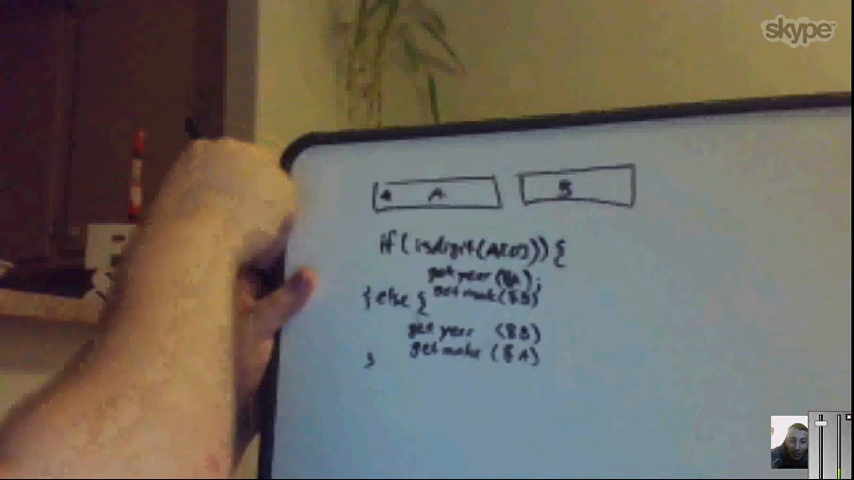 skype
A A B
if (isdigit(A[0])) {
get year (&A);
} else { get make (&B)
get year (&B)
get make (&A)
}